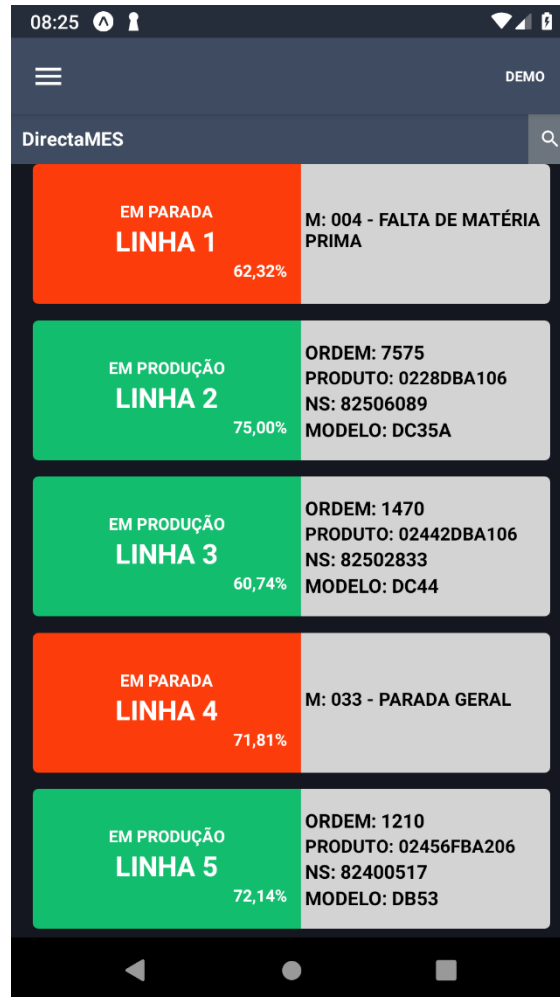 08:25
DEMO
DirectaMES
EM PARADA
LINHA 1
62,32%
M: 004 - FALTA DE MATÉRIA
PRIMA
EM PRODUÇÃO
LINHA 2
75,00%
ORDEM: 7575
PRODUTO: 0228DBA106
NS: 82506089
MODELO: DC35A
EM PRODUÇÃO
LINHA 3
60,74%
ORDEM: 1470
PRODUTO: 02442DBA106
NS: 82502833
MODELO: DC44
EM PARADA
LINHA 4
71,81%
M: 033 - PARADA GERAL
EM PRODUÇÃO
LINHA 5
72,14%
ORDEM: 1210
PRODUTO: 02456FBA206
NS: 82400517
MODELO: DB53